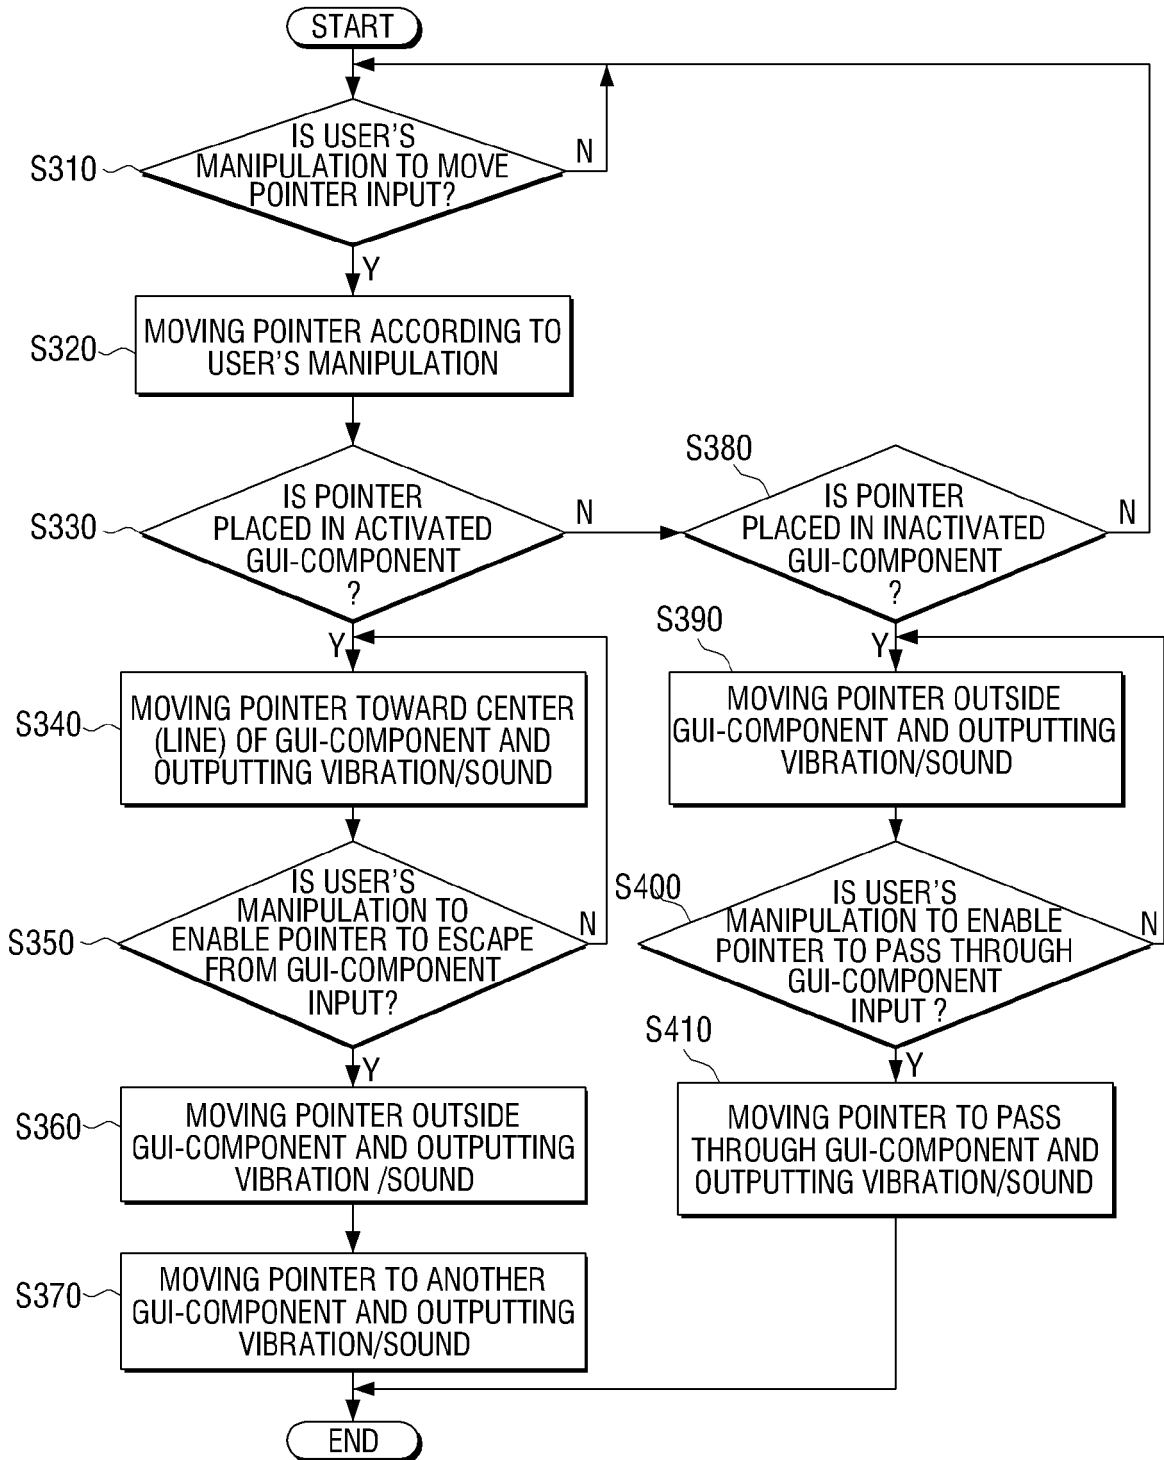 START
IS USER'S
MANIPULATION TO MOVE
POINTER INPUT?
S310
N
Y
MOVING POINTER ACCORDING TO
USER'S MANIPULATION
S320
IS POINTER
PLACED IN ACTIVATED
GUI-COMPONENT
?
S330
N
Y
S380
IS POINTER
PLACED IN INACTIVATED
GUI-COMPONENT
?
N
Y
MOVING POINTER TOWARD CENTER
(LINE) OF GUI-COMPONENT AND
OUTPUTTING VIBRATION/SOUND
S340
S390
MOVING POINTER OUTSIDE
GUI-COMPONENT AND OUTPUTTING
VIBRATION/SOUND
IS USER'S
MANIPULATION TO
ENABLE POINTER TO ESCAPE
FROM GUI-COMPONENT
INPUT?
S350
N
Y
S400
IS USER'S
MANIPULATION TO ENABLE
POINTER TO PASS THROUGH
GUI-COMPONENT
INPUT ?
N
Y
S360
MOVING POINTER OUTSIDE
GUI-COMPONENT AND OUTPUTTING
VIBRATION /SOUND
S410
MOVING POINTER TO PASS
THROUGH GUI-COMPONENT AND
OUTPUTTING VIBRATION/SOUND
S370
MOVING POINTER TO ANOTHER
GUI-COMPONENT AND OUTPUTTING
VIBRATION/SOUND
END